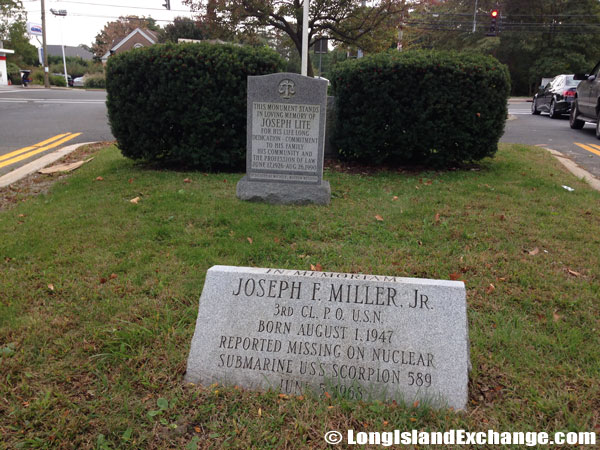 THIS MONUMENT STANDS
IN LOVING MEMORY OF
JOSEPH LITE
FOR HIS LIFE LONG
DEDICATION - COMMITMENT
TO HIS FAMILY
HIS COMMUNITY AND
THE PROFESSION OF LAW
IN MEMORIAM
JOSEPH F. MILLER, JR.
3RD CL. P.O. U.S.N.
BORN AUGUST 1, 1947
REPORTED MISSING ON NUCLEAR
SUBMARINE USS SCORPION 589
JUNE 5, 1968
© LongIslandExchange.com